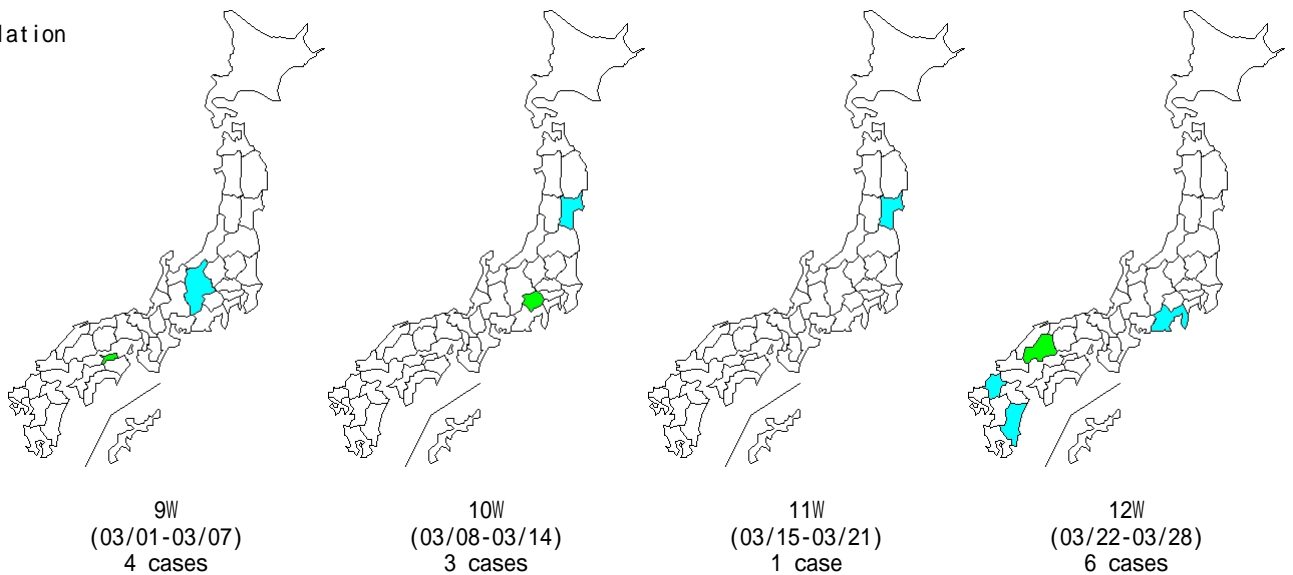 lation
9W
(03/01-03/07)
4 cases
10W
(03/08-03/14)
3 cases
11W
(03/15-03/21)
1 case
12W
(03/22-03/28)
6 cases